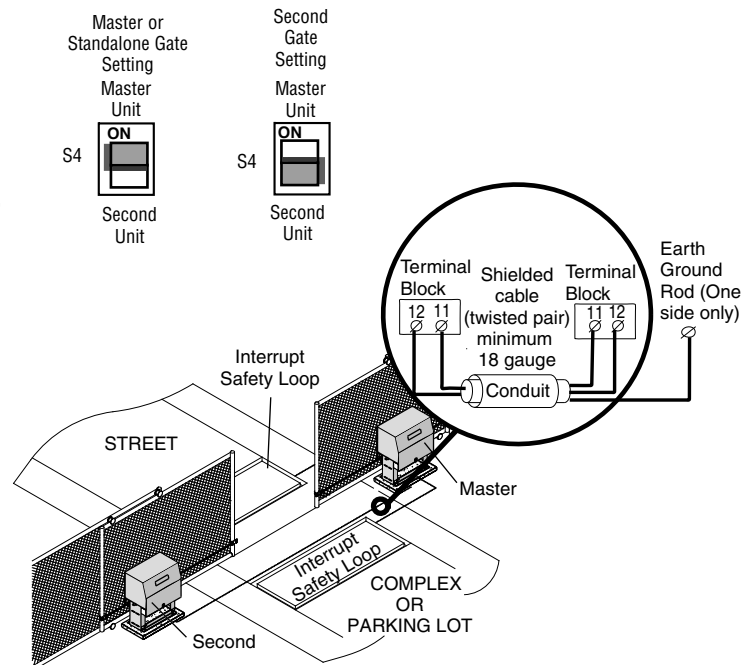 Master or
Standalone Gate
Setting
Master
Unit
ON
S4
Second
Unit
Second
Gate
Setting
Master
Unit
ON
S4
Second
Unit
Terminal
Block
12 11
Shielded
cable
(twisted pair)
minimum
18 gauge
Terminal
Block
11 12
Conduit
Earth
Ground
Rod (One
side only)
Interrupt
Safety Loop
STREET
Master
Interrupt
Safety Loop
COMPLEX
OR
PARKING LOT
Second